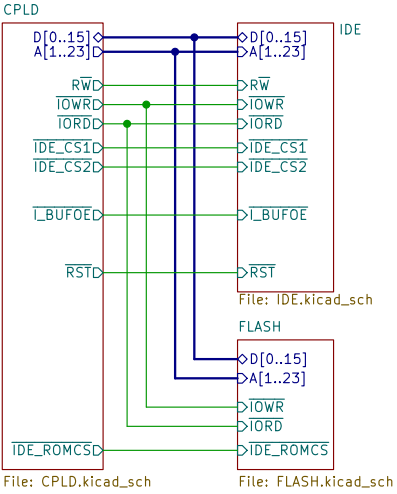 CPLD
D[0..15]
A[1..23]
RW
IOWR
IORD
IDE_CS1
IDE_CS2
I_BUFOE
RST
IDE_ROMCS
File: CPLD.kicad_sch
IDE
D[0..15]
A[1..23]
RW
IOWR
IORD
IDE_CS1
IDE_CS2
I_BUFOE
RST
File: IDE.kicad_sch
FLASH
D[0..15]
A[1..23]
IOWR
IORD
IDE_ROMCS
File: FLASH.kicad_sch